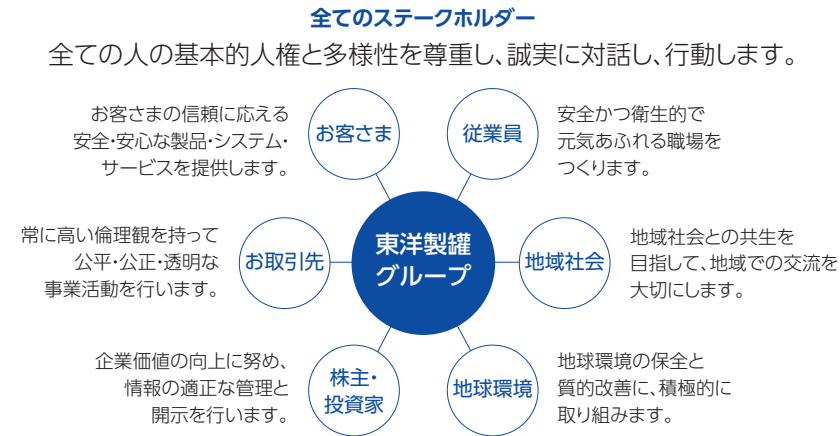 全てのステークホルダー
全ての人の基本的人権と多様性を尊重し、誠実に対話し、行動します。
お客さまの信頼に応える
安全・安心な製品・システム・
サービスを提供します。
お客さま
従業員
安全かつ衛生的で
元気あふれる職場を
つくります。
常に高い倫理観を持って
公平・公正・透明な
事業活動を行います。
お取引先
東洋製罐
グループ
地域社会
地域社会との共生を
目指して、地域での交流を
大切にします。
企業価値の向上に努め、
情報の適正な管理と
開示を行います。
株主・
投資家
地球環境
地球環境の保全と
質的改善に、積極的に
取り組みます。